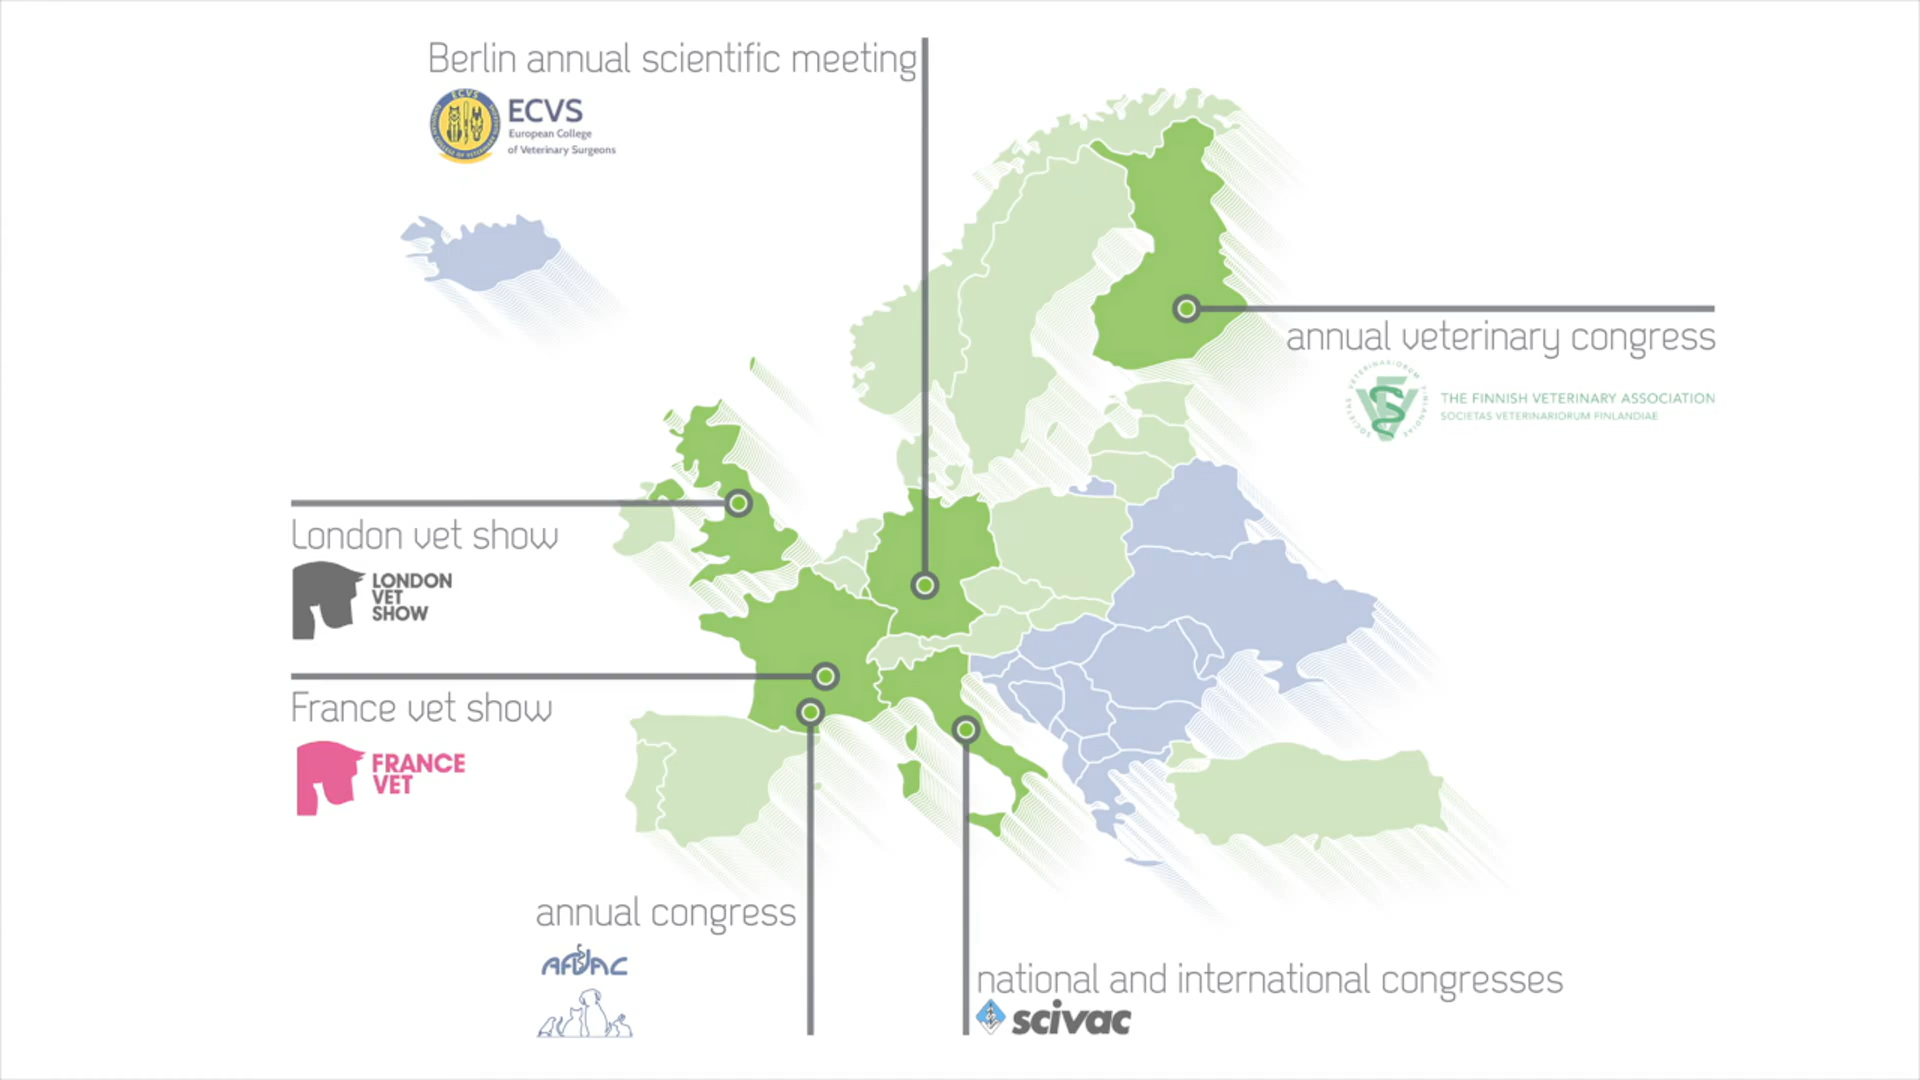 Berlin annual scientific meeting
ECVS
European College
of Veterinary Surgeons
annual veterinary congress
THE FINNISH VETERINARY ASSOCIATION
SOCIETAS VETERINARIORUM FINLANDIAE
London vet show
LONDON
VET
SHOW
France vet show
FRANCE
VET
annual congress
AFVAC
national and international congresses
scivac